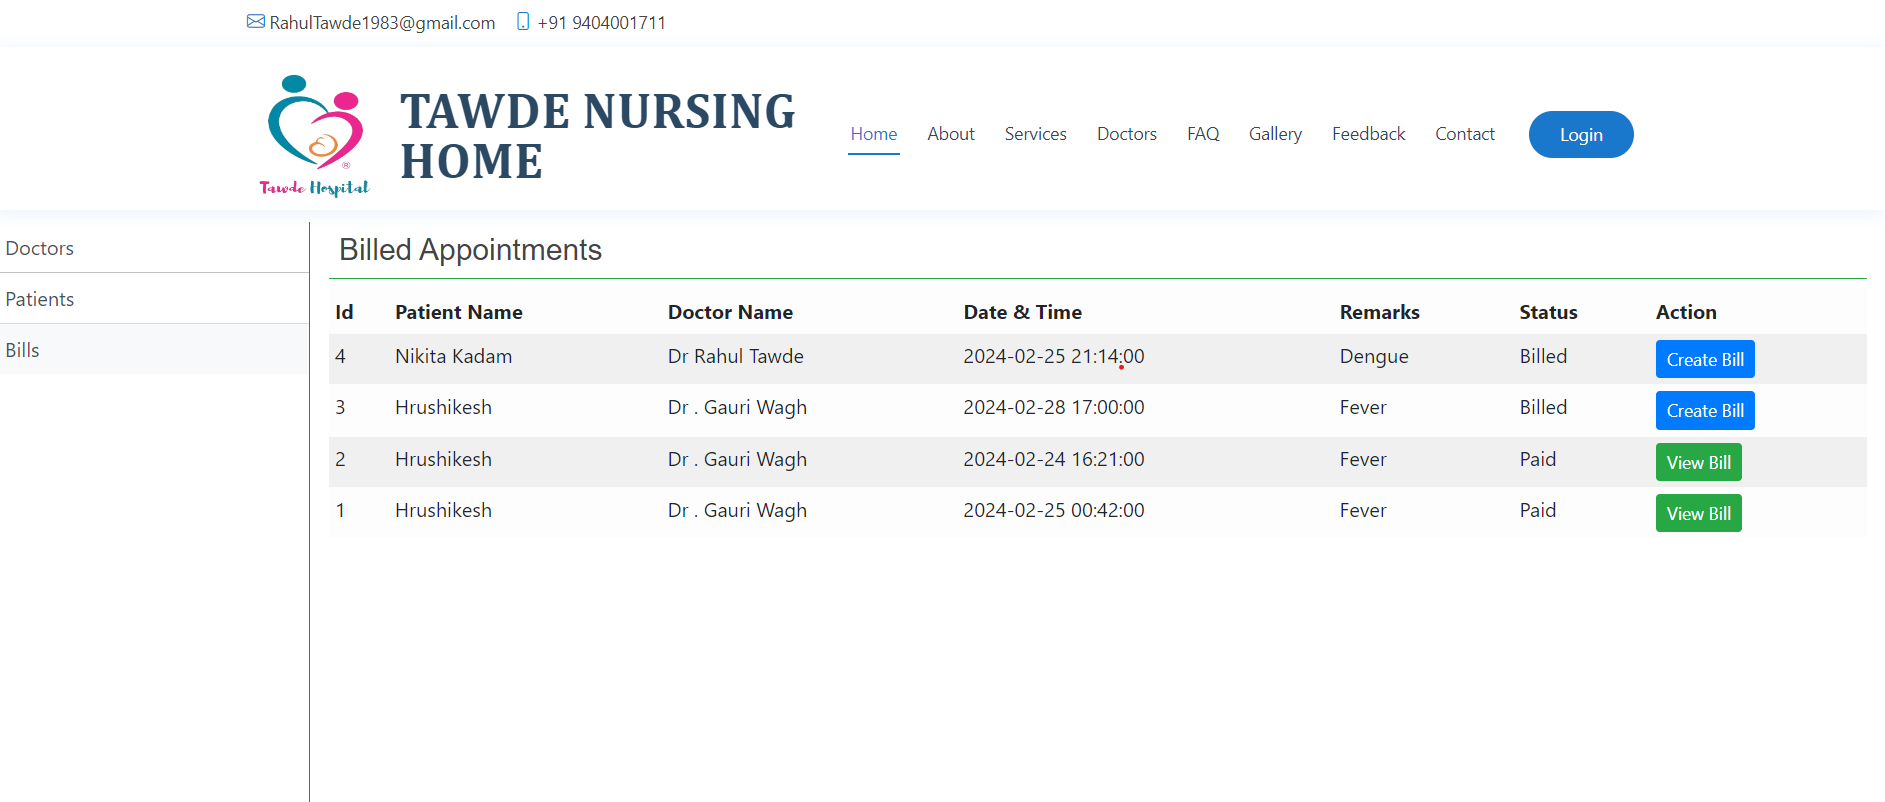 RahulTawde1983@gmail.com +91 9404001711
Tawde Hospital
®
TAWDE NURSING
HOME
Home About Services Doctors FAQ Gallery Feedback Contact Login
Doctors
Patients
Bills
Billed Appointments
Id Patient Name Doctor Name Date & Time Remarks Status Action
4 Nikita Kadam Dr Rahul Tawde 2024-02-25 21:14:00 Dengue Billed Create Bill
3 Hrushikesh Dr . Gauri Wagh 2024-02-28 17:00:00 Fever Billed Create Bill
2 Hrushikesh Dr . Gauri Wagh 2024-02-24 16:21:00 Fever Paid View Bill
1 Hrushikesh Dr . Gauri Wagh 2024-02-25 00:42:00 Fever Paid View Bill